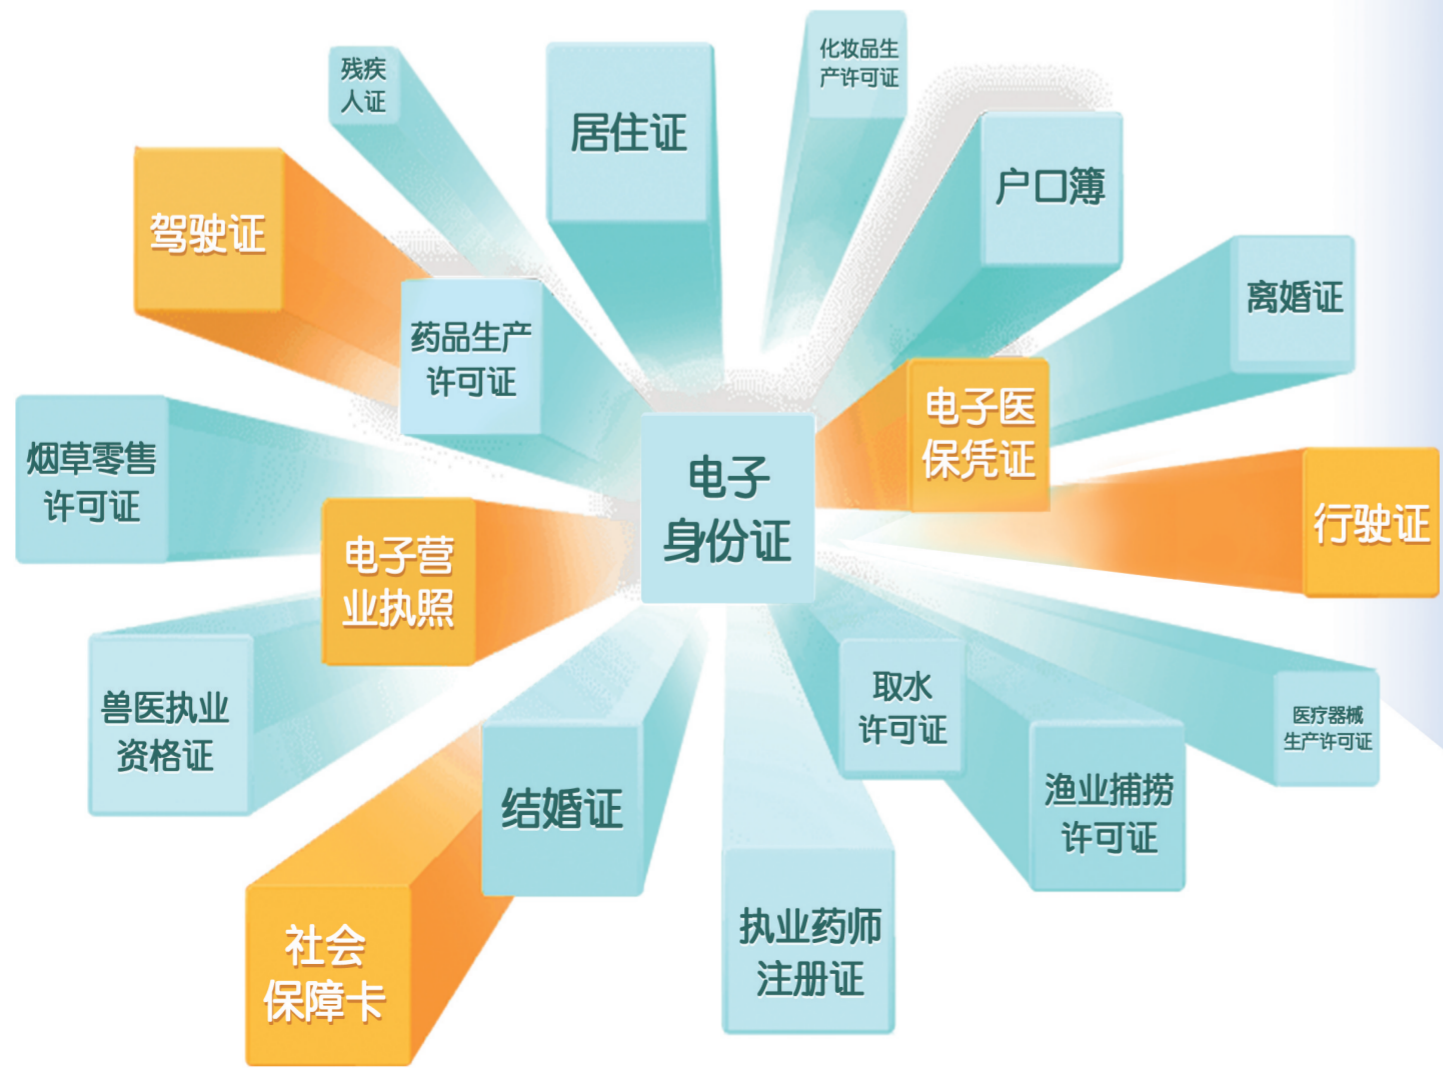 残疾
人证
居住证
化妆品生
产许可证
户口簿
驾驶证
离婚证
药品生产
许可证
电子医
保凭证
烟草零售
许可证
电子
身份证
行驶证
电子营
业执照
兽医执业
资格证
取水
许可证
医疗器械
生产许可证
结婚证
渔业捕捞
许可证
社会
保障卡
执业药师
注册证